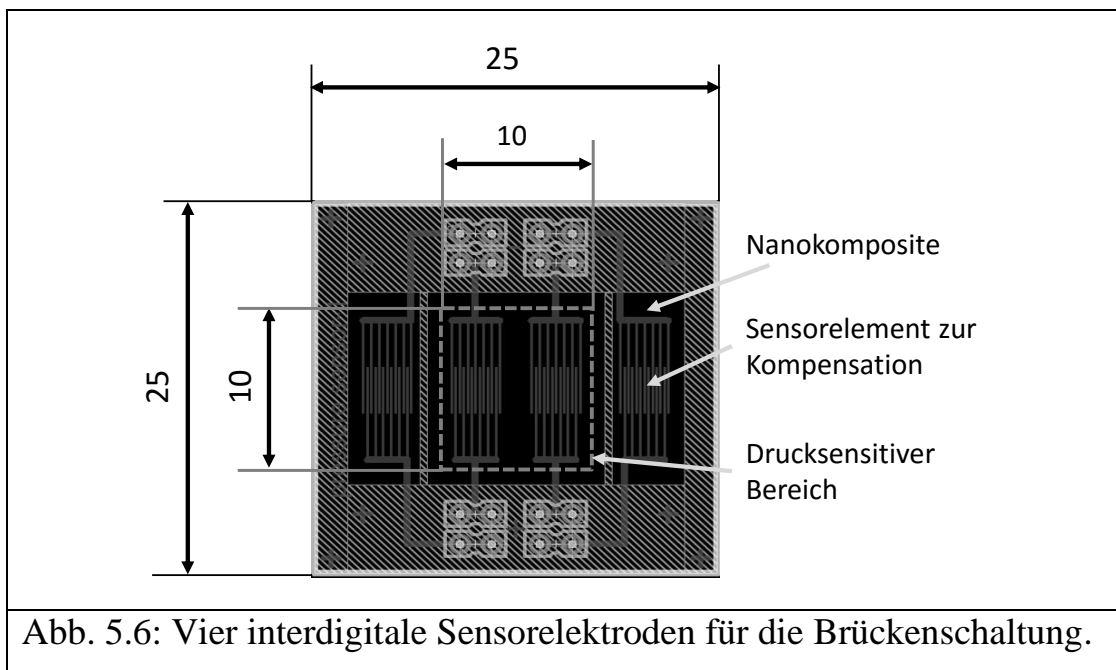 25
10
25
10
Nanokomposite
Sensorelement zur
Kompensation
Drucksensitiver
Bereich
Abb. 5.6: Vier interdigitale Sensorelektroden für die Brückenschaltung.